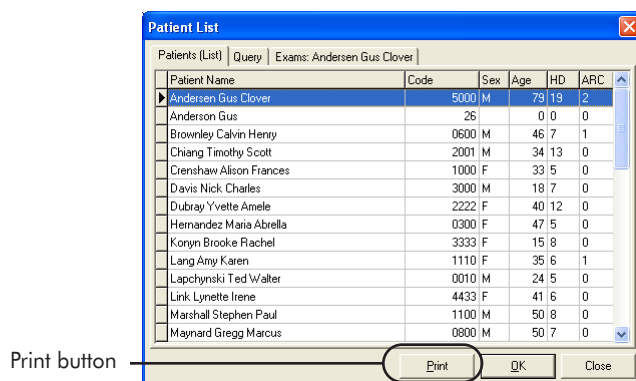 Patient List
Patients (List) Query Exams: Andersen Gus Clover
Patient Name Code Sex Age HD ARC
Andersen Gus Clover 5000 M 79 19 2
Anderson Gus 26 0 0 0
Brownley Calvin Henry 0600 M 46 7 1
Chiang Timothy Scott 2001 M 34 13 0
Crenshaw Alison Frances 1000 F 33 5 0
Davis Nick Charles 3000 M 18 7 0
Dubray Yvette Amele 2222 F 40 12 0
Hernandez Maria Abrella 0300 F 47 5 0
Konyn Brooke Rachel 3333 F 15 8 0
Lang Amy Karen 1110 F 35 6 1
Lapchynski Ted Walter 0010 M 24 5 0
Link Lynette Irene 4433 F 41 6 0
Marshall Stephen Paul 1100 M 50 8 0
Maynard Gregg Marcus 0800 M 50 7 0
Print button Print OK Close